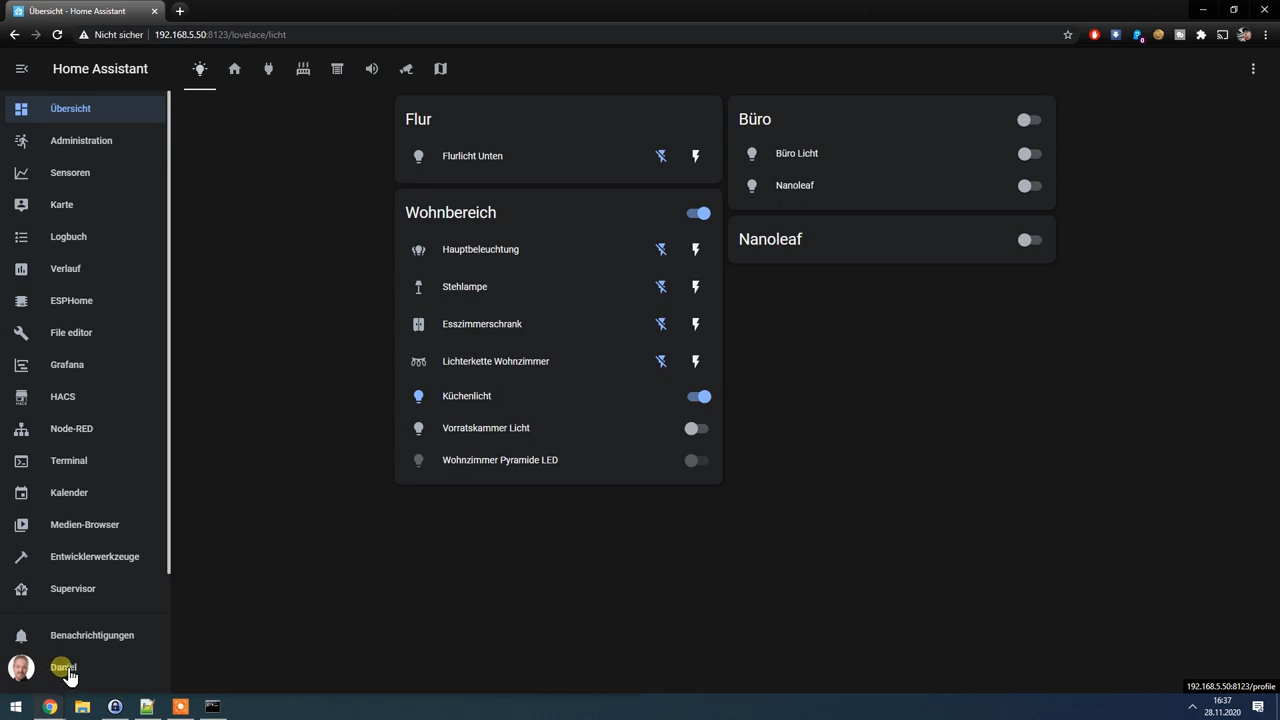 Übersicht - Home Assistant
Nicht sicher
192.168.5.50:8123/lovelace/licht
0
Home Assistant
Übersicht
Administration
Sensoren
Karte
Logbuch
Verlauf
ESPHome
File editor
Grafana
HACS
Node-RED
Terminal
Kalender
Medien-Browser
Entwicklerwerkzeuge
Supervisor
Benachrichtigungen
Daniel
Flur
Flurlicht Unten
Wohnbereich
Hauptbeleuchtung
Stehlampe
Esszimmerschrank
Lichterkette Wohnzimmer
Küchenlicht
Vorratskammer Licht
Wohnzimmer Pyramide LED
Büro
Büro Licht
Nanoleaf
Nanoleaf
192.168.5.50:8123/profile
16:37
28.11.2020